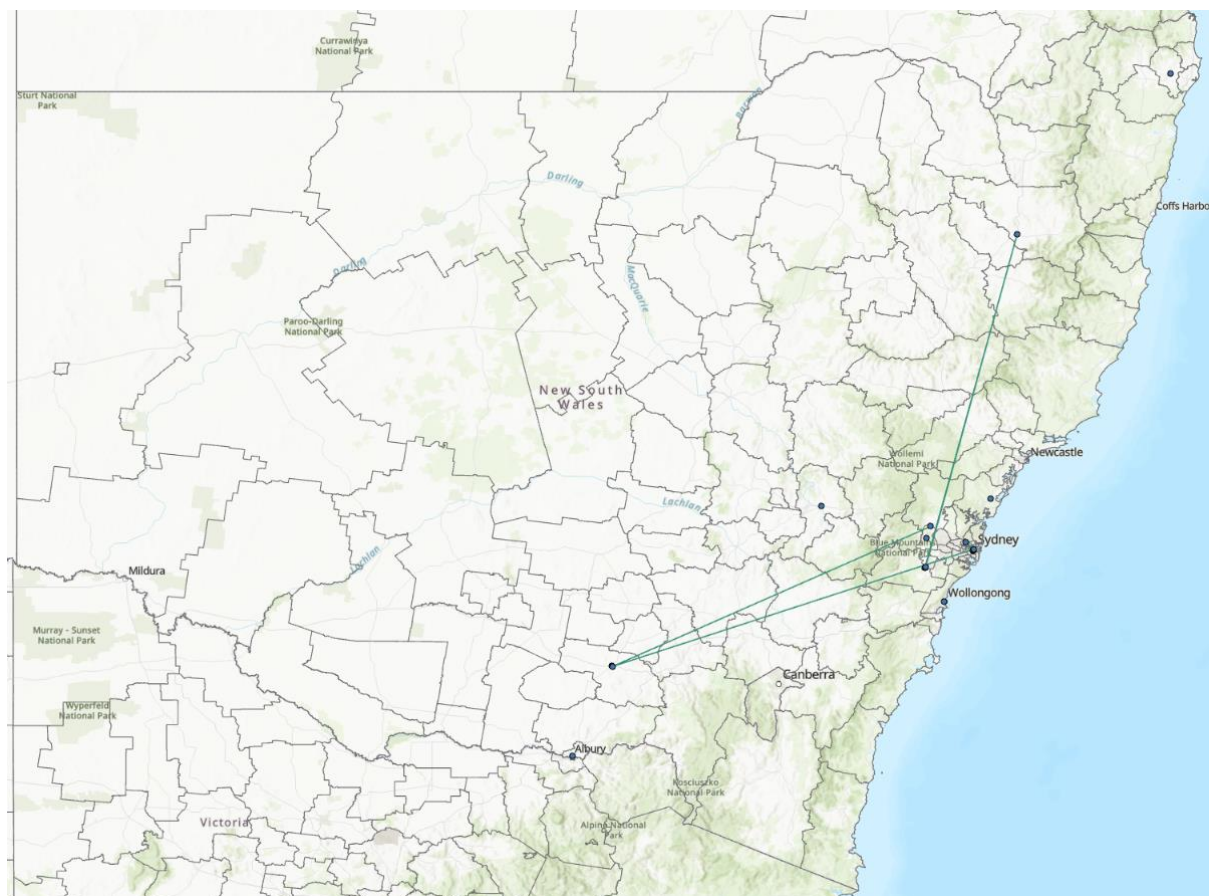 Currawinya
National Park
Sturt National
Park
Barwon
Darling
Coffs Harbo
Darling
MacQuarie
Paroo-Darling
National Park
New South
Wales
Wollemi
National Park
Newcastle
Lachlan
Blue Mountains
National Park
Sydney
Lachlan
Mildura
Wollongong
Murray - Sunset
National Park
Canberra
Wyperfeld
National Park
Albury
Kosciuszko
National Park
Victoria
Alpine National
Park